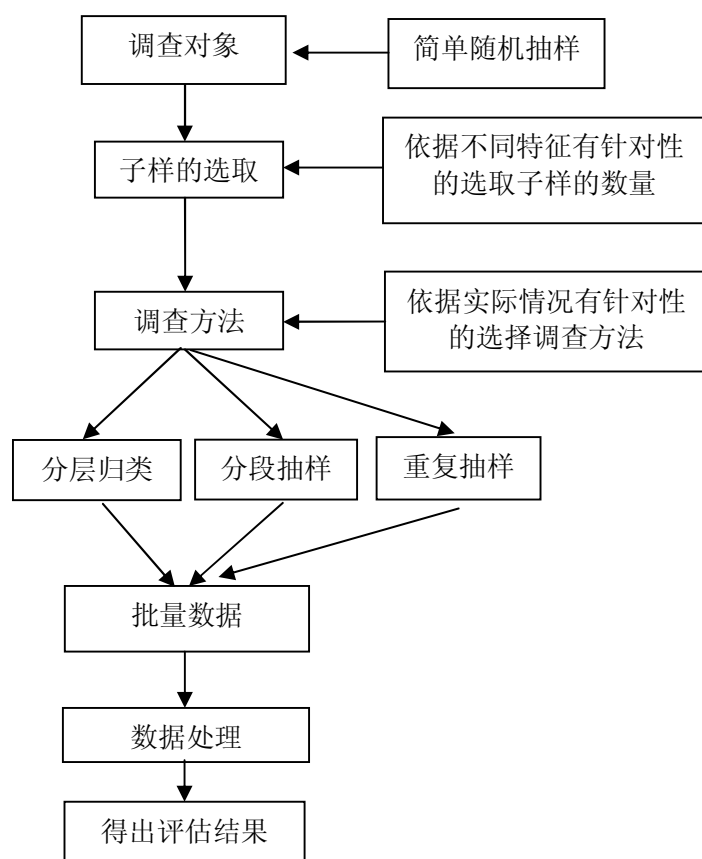 调查对象
简单随机抽样
子样的选取
依据不同特征有针对性
的选取子样的数量
调查方法
依据实际情况有针对性
的选择调查方法
分层归类
分段抽样
重复抽样
批量数据
数据处理
得出评估结果